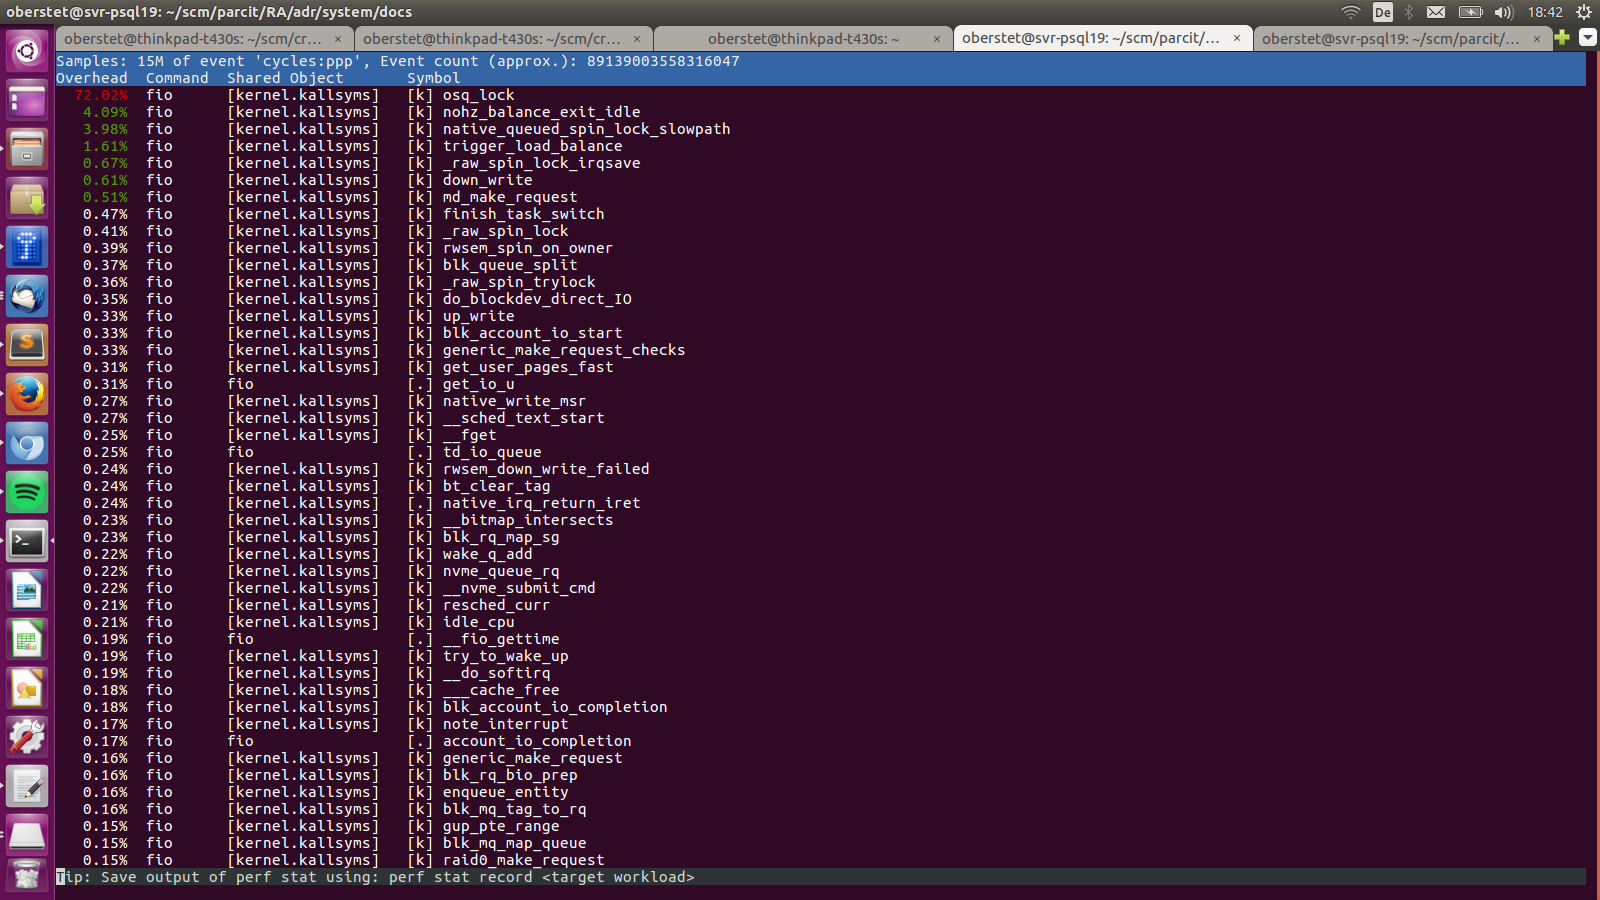 oberstet@svr-psql19: ~/scm/parcit/RA/adr/system/docs
De
18:42
oberstet@thinkpad-t430s: ~/scm/cr... ×
oberstet@thinkpad-t430s: ~/scm/cr... ×
oberstet@thinkpad-t430s: ~ ×
oberstet@svr-psql19: ~/scm/parcit/... ×
oberstet@svr-psql19: ~/scm/parcit/... ×
Samples: 15M of event 'cycles:ppp', Event count (approx.): 89139003558316047
Overhead  Command  Shared Object       Symbol
72.02%  fio      [kernel.kallsyms]   [k] osq_lock
4.09%  fio      [kernel.kallsyms]   [k] nohz_balance_exit_idle
3.98%  fio      [kernel.kallsyms]   [k] native_queued_spin_lock_slowpath
1.61%  fio      [kernel.kallsyms]   [k] trigger_load_balance
0.67%  fio      [kernel.kallsyms]   [k] _raw_spin_lock_irqsave
0.61%  fio      [kernel.kallsyms]   [k] down_write
0.51%  fio      [kernel.kallsyms]   [k] md_make_request
0.47%  fio      [kernel.kallsyms]   [k] finish_task_switch
0.41%  fio      [kernel.kallsyms]   [k] _raw_spin_lock
0.39%  fio      [kernel.kallsyms]   [k] rwsem_spin_on_owner
0.37%  fio      [kernel.kallsyms]   [k] blk_queue_split
0.36%  fio      [kernel.kallsyms]   [k] _raw_spin_trylock
0.35%  fio      [kernel.kallsyms]   [k] do_blockdev_direct_IO
0.33%  fio      [kernel.kallsyms]   [k] up_write
0.33%  fio      [kernel.kallsyms]   [k] blk_account_io_start
0.33%  fio      [kernel.kallsyms]   [k] generic_make_request_checks
0.31%  fio      [kernel.kallsyms]   [k] get_user_pages_fast
0.31%  fio      fio                 [.] get_io_u
0.27%  fio      [kernel.kallsyms]   [k] native_write_msr
0.27%  fio      [kernel.kallsyms]   [k] __sched_text_start
0.25%  fio      [kernel.kallsyms]   [k] __fget
0.25%  fio      fio                 [.] td_io_queue
0.24%  fio      [kernel.kallsyms]   [k] rwsem_down_write_failed
0.24%  fio      [kernel.kallsyms]   [k] bt_clear_tag
0.24%  fio      [kernel.kallsyms]   [.] native_irq_return_iret
0.23%  fio      [kernel.kallsyms]   [k] __bitmap_intersects
0.23%  fio      [kernel.kallsyms]   [k] blk_rq_map_sg
0.22%  fio      [kernel.kallsyms]   [k] wake_q_add
0.22%  fio      [kernel.kallsyms]   [k] nvme_queue_rq
0.22%  fio      [kernel.kallsyms]   [k] __nvme_submit_cmd
0.21%  fio      [kernel.kallsyms]   [k] resched_curr
0.21%  fio      [kernel.kallsyms]   [k] idle_cpu
0.19%  fio      fio                 [.] __fio_gettime
0.19%  fio      [kernel.kallsyms]   [k] try_to_wake_up
0.19%  fio      [kernel.kallsyms]   [k] __do_softirq
0.18%  fio      [kernel.kallsyms]   [k] ___cache_free
0.18%  fio      [kernel.kallsyms]   [k] blk_account_io_completion
0.17%  fio      [kernel.kallsyms]   [k] note_interrupt
0.17%  fio      fio                 [.] account_io_completion
0.16%  fio      [kernel.kallsyms]   [k] generic_make_request
0.16%  fio      [kernel.kallsyms]   [k] blk_rq_bio_prep
0.16%  fio      [kernel.kallsyms]   [k] enqueue_entity
0.16%  fio      [kernel.kallsyms]   [k] blk_mq_tag_to_rq
0.15%  fio      [kernel.kallsyms]   [k] gup_pte_range
0.15%  fio      [kernel.kallsyms]   [k] blk_mq_map_queue
0.15%  fio      [kernel.kallsyms]   [k] raid0_make_request
Tip: Save output of perf stat using: perf stat record <target workload>